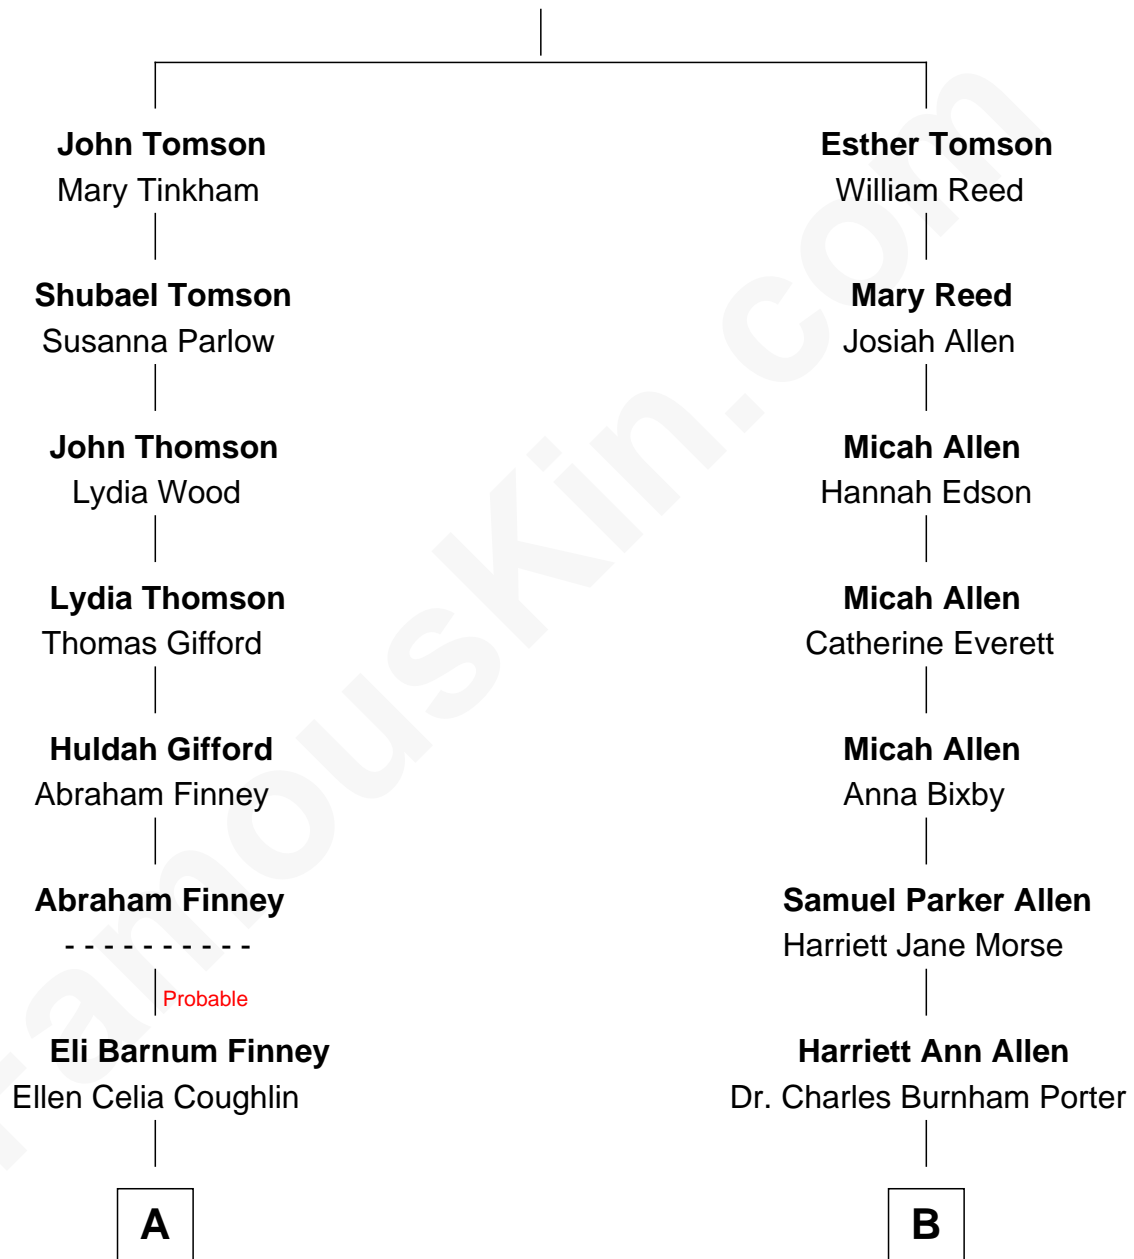 John Tomson
Mary Tinkham
Esther Tomson
William Reed
Shubael Tomson
Susanna Parlow
Mary Reed
Josiah Allen
John Thomson
Lydia Wood
Micah Allen
Hannah Edson
Lydia Thomson
Thomas Gifford
Micah Allen
Catherine Everett
Huldah Gifford
Abraham Finney
Micah Allen
Anna Bixby
Abraham Finney
- - - - - - - - - -
Samuel Parker Allen
Harriett Jane Morse
Probable
Eli Barnum Finney
Ellen Celia Coughlin
Harriett Ann Allen
Dr. Charles Burnham Porter
A
B
FamousKin.com